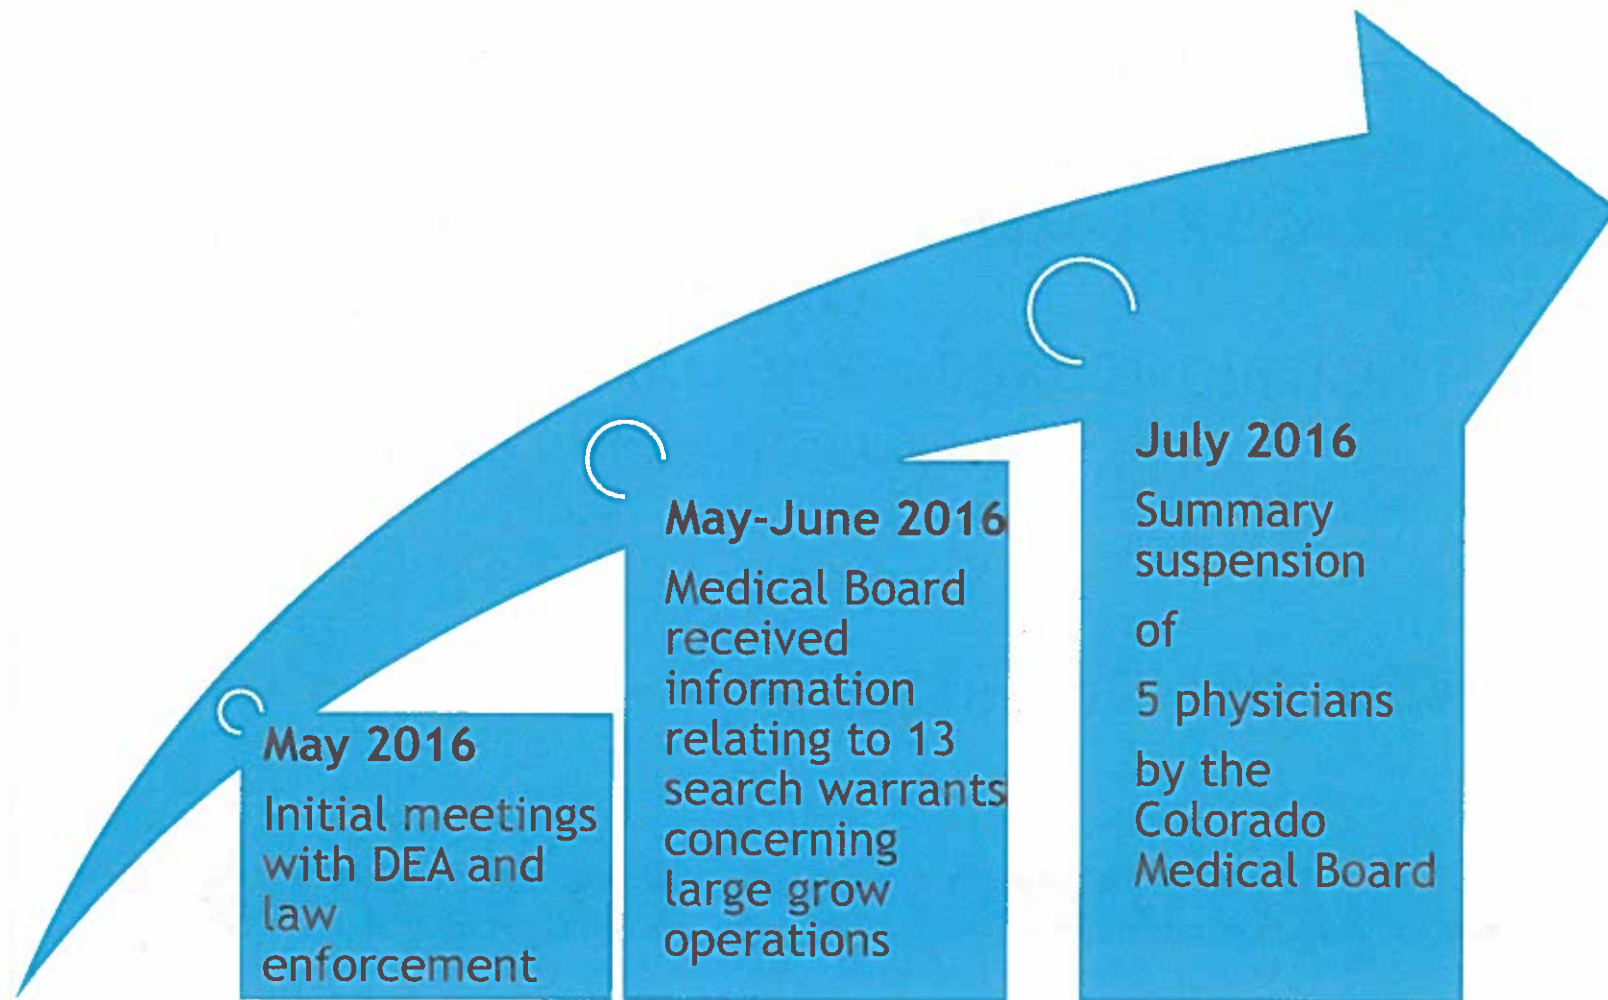 May 2016
Initial meetings
with DEA and
law
enforcement
May-June 2016
Medical Board
received
information
relating to 13
search warrants
concerning
large grow
operations
July 2016
Summary
suspension
of
5 physicians
by the
Colorado
Medical Board